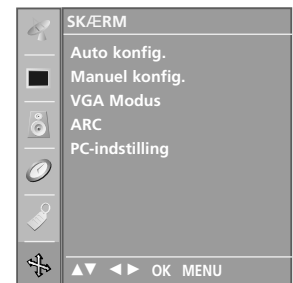 SKÆRM
Auto konfig.
Manuel konfig.
VGA Modus
ARC
PC-indstilling
▲▼ ◄► OK MENU